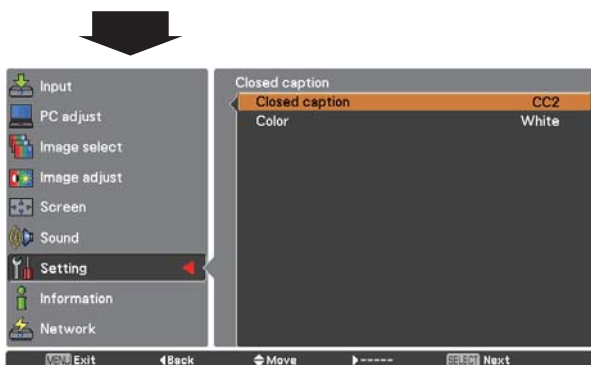 Input
PC adjust
Image select
Image adjust
Screen
Sound
Setting
Information
Network
Closed caption
Closed caption CC2
Color White
MENU Exit ◀Back Move ▶----- SELECT Next